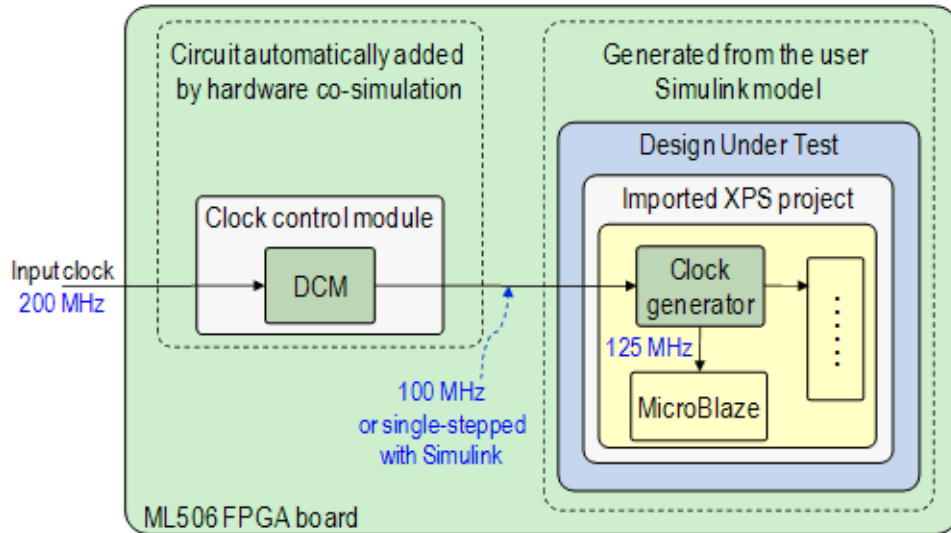 Circuit automatically added
by hardware co-simulation
Generated from the user
Simulink model
Design Under Test
Imported XPS project
Clock control module
Input clock
200 MHz
DCM
Clock
generator
125 MHz
MicroBlaze
100 MHz
or single-stepped
with Simulink
ML506 FPGA board